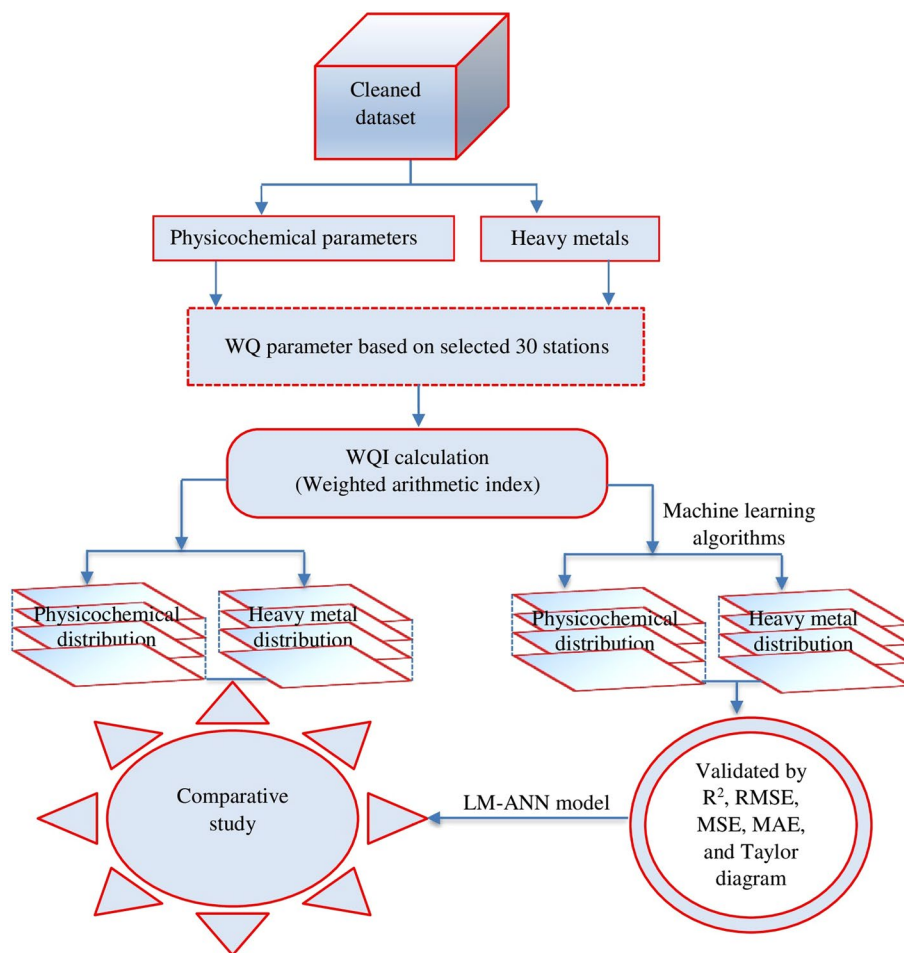 Cleaned
dataset
Physicochemical parameters
Heavy metals
WQ parameter based on selected 30 stations
WQI calculation
(Weighted arithmetic index)
Machine learning
algorithms
Physicochemical
distribution
Heavy metal
distribution
Physicochemical
distribution
Heavy metal
distribution
Comparative
study
LM-ANN model
Validated by
R², RMSE,
MSE, MAE,
and Taylor
diagram